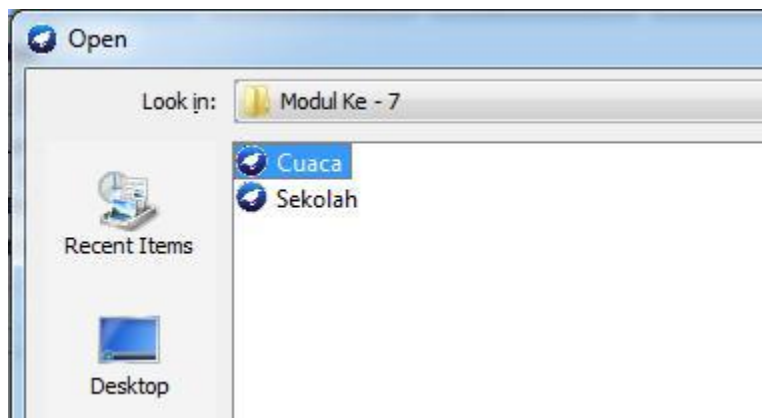 Open
Look in: Modul Ke - 7
Cuaca
Sekolah
Recent Items
Desktop